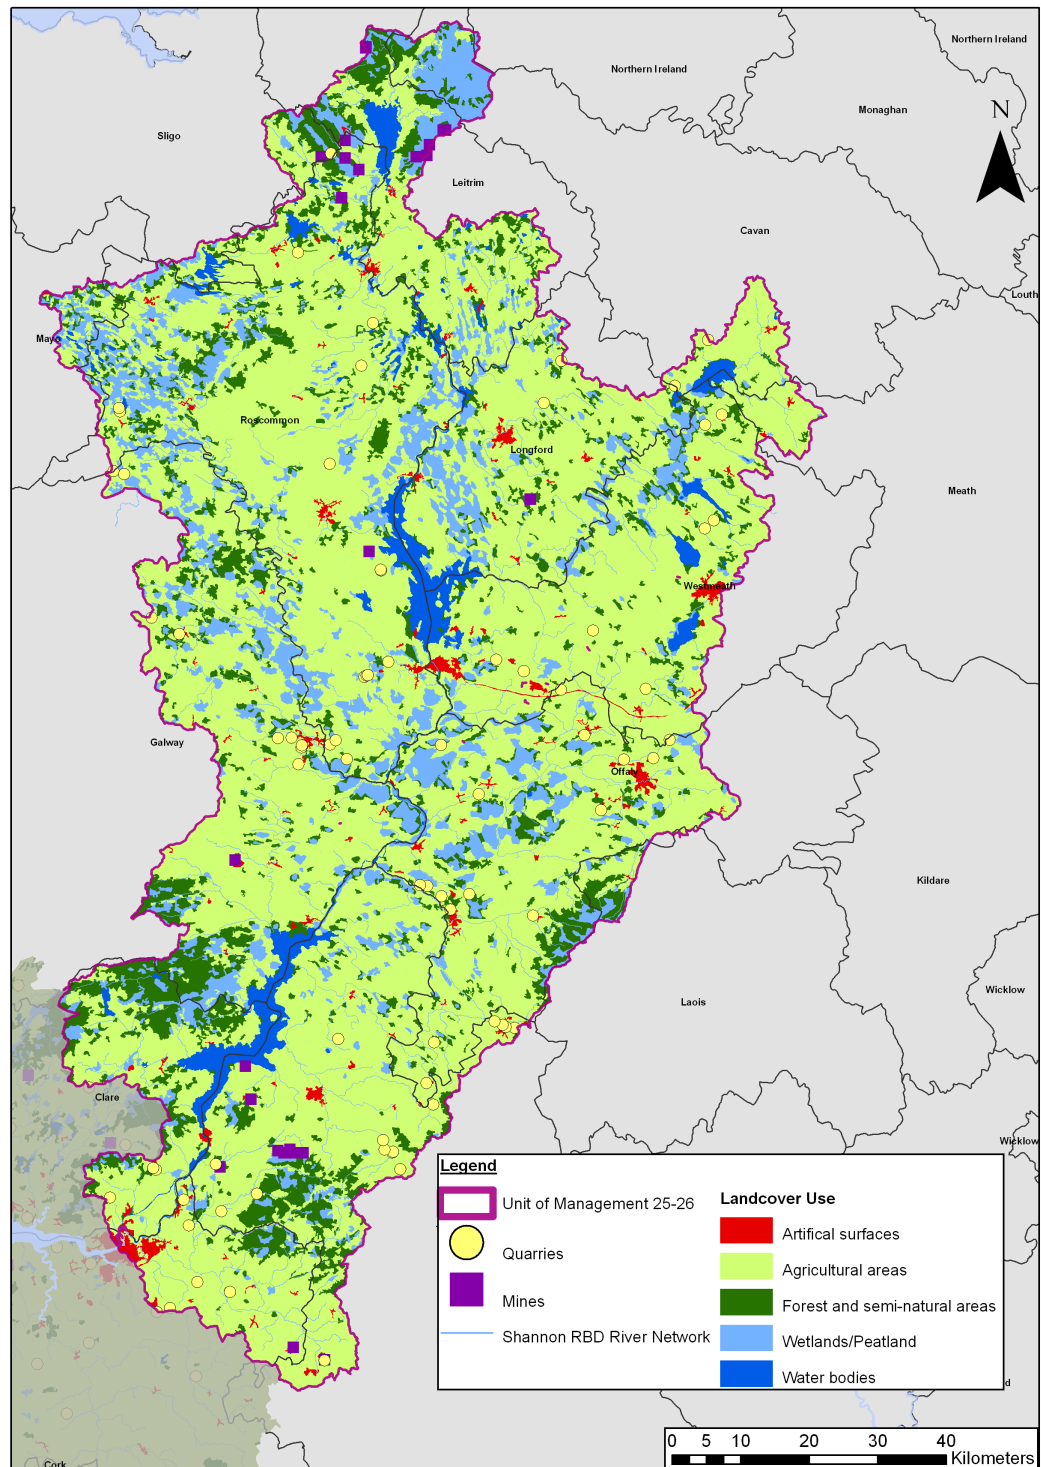 Northern Ireland
Northern Ireland
Monaghan
N
Sligo
Leitrim
Cavan
Louth
Mayo
Roscommon
Longford
Meath
Westmeath
Galway
Offaly
Kildare
Wicklow
Laois
Clare
Wicklow
Legend
Unit of Management 25-26
Quarries
Mines
Shannon RBD River Network
Landcover Use
Artifical surfaces
Agricultural areas
Forest and semi-natural areas
Wetlands/Peatland
Water bodies
d
0 5 10 20 30 40
Kilometers
Cork